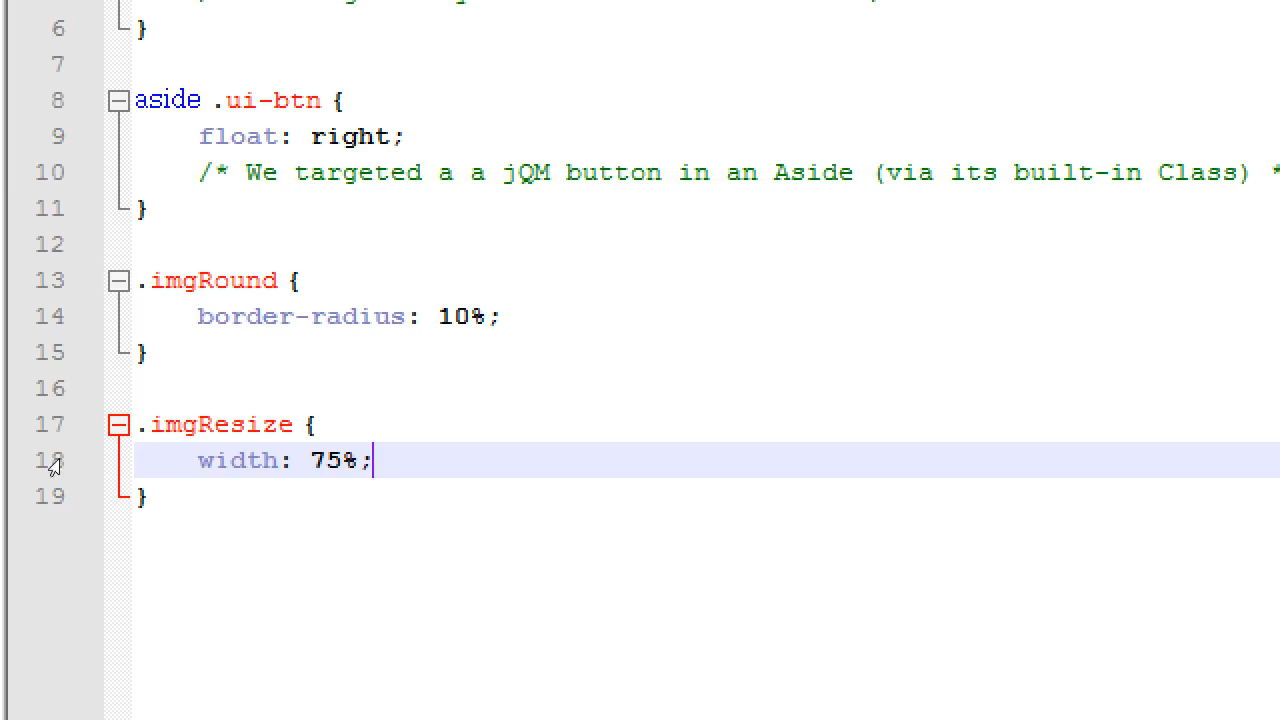 6 }
7
8 aside .ui-btn {
9 float: right;
10 /* We targeted a a jQM button in an Aside (via its built-in Class) *
11 }
12
13 .imgRound {
14 border-radius: 10%;
15 }
16
17 .imgResize {
18 width: 75%;
19 }